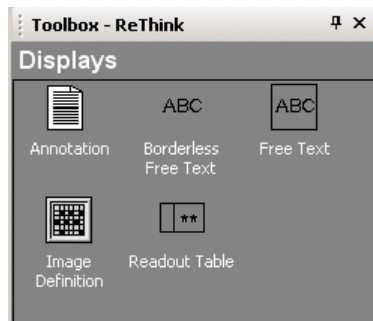 Toolbox - ReThink
Displays
ABC
ABC
Annotation
Borderless
Free Text
Free Text
**
Image
Definition
Readout Table